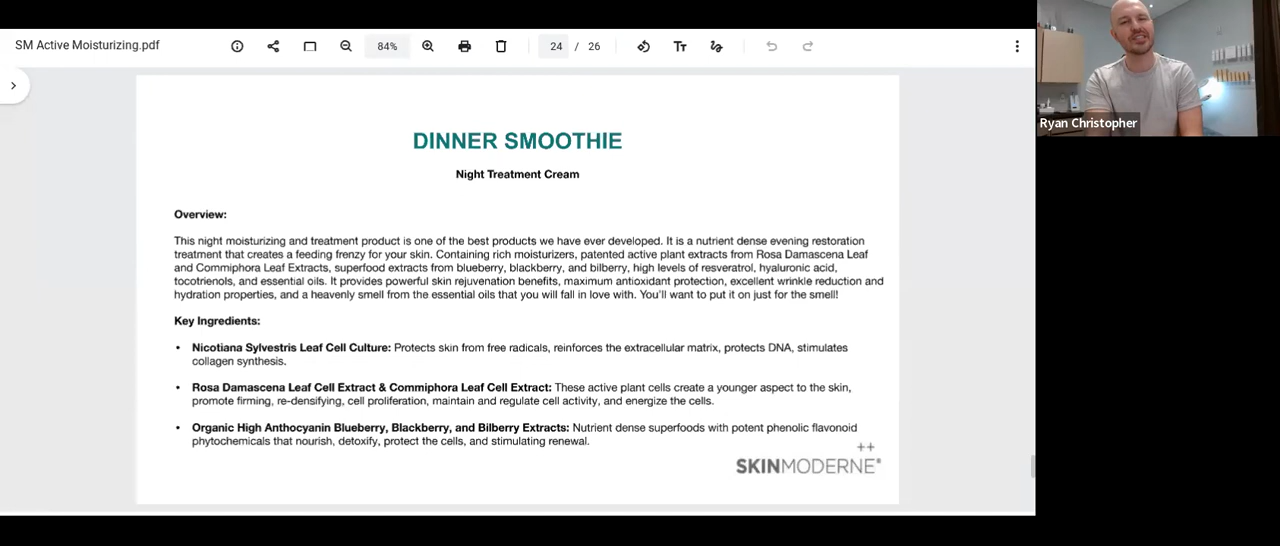 SM Active Moisturizing.pdf
84%
24 / 26
Ryan Christopher
DINNER SMOOTHIE
Night Treatment Cream
Overview:
This night moisturizing and treatment product is one of the best products we have ever developed. It is a nutrient dense evening restoration
treatment that creates a feeding frenzy for your skin. Containing rich moisturizers, patented active plant extracts from Rosa Damascena Leaf
and Commiphora Leaf Extracts, superfood extracts from blueberry, blackberry, and bilberry, high levels of resveratrol, hyaluronic acid,
tocotrienols, and essential oils. It provides powerful skin rejuvenation benefits, maximum antioxidant protection, excellent wrinkle reduction and
hydration properties, and a heavenly smell from the essential oils that you will fall in love with. You'll want to put it on just for the smell!
Key Ingredients:
• Nicotiana Sylvestris Leaf Cell Culture: Protects skin from free radicals, reinforces the extracellular matrix, protects DNA, stimulates
collagen synthesis.
• Rosa Damascena Leaf Cell Extract & Commiphora Leaf Cell Extract: These active plant cells create a younger aspect to the skin,
promote firming, re-densifying, cell proliferation, maintain and regulate cell activity, and energize the cells.
• Organic High Anthocyanin Blueberry, Blackberry, and Bilberry Extracts: Nutrient dense superfoods with potent phenolic flavonoid
phytochemicals that nourish, detoxify, protect the cells, and stimulating renewal.
++
SKINMODERNE®